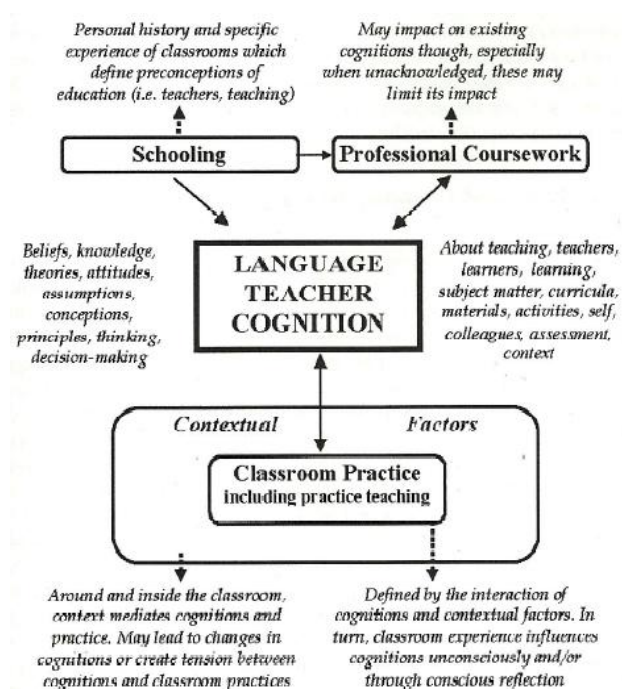 Personal history and specific
experience of classrooms which
define preconceptions of
education (i.e. teachers, teaching)
May impact on existing
cognitions though, especially
when unacknowledged, these may
limit its impact
Schooling
Professional Coursework
Beliefs, knowledge,
theories, attitudes,
assumptions,
conceptions,
principles, thinking,
decision-making
LANGUAGE
TEACHER
COGNITION
About teaching, teachers,
learners, learning,
subject matter, curricula,
materials, activities, self,
colleagues, assessment,
context
Contextual Factors
Classroom Practice
including practice teaching
Around and inside the classroom,
context mediates cognitions and
practice. May lead to changes in
cognitions or create tension between
cognitions and classroom practices
Defined by the interaction of
cognitions and contextual factors. In
turn, classroom experience influences
cognitions unconsciously and/or
through conscious reflection